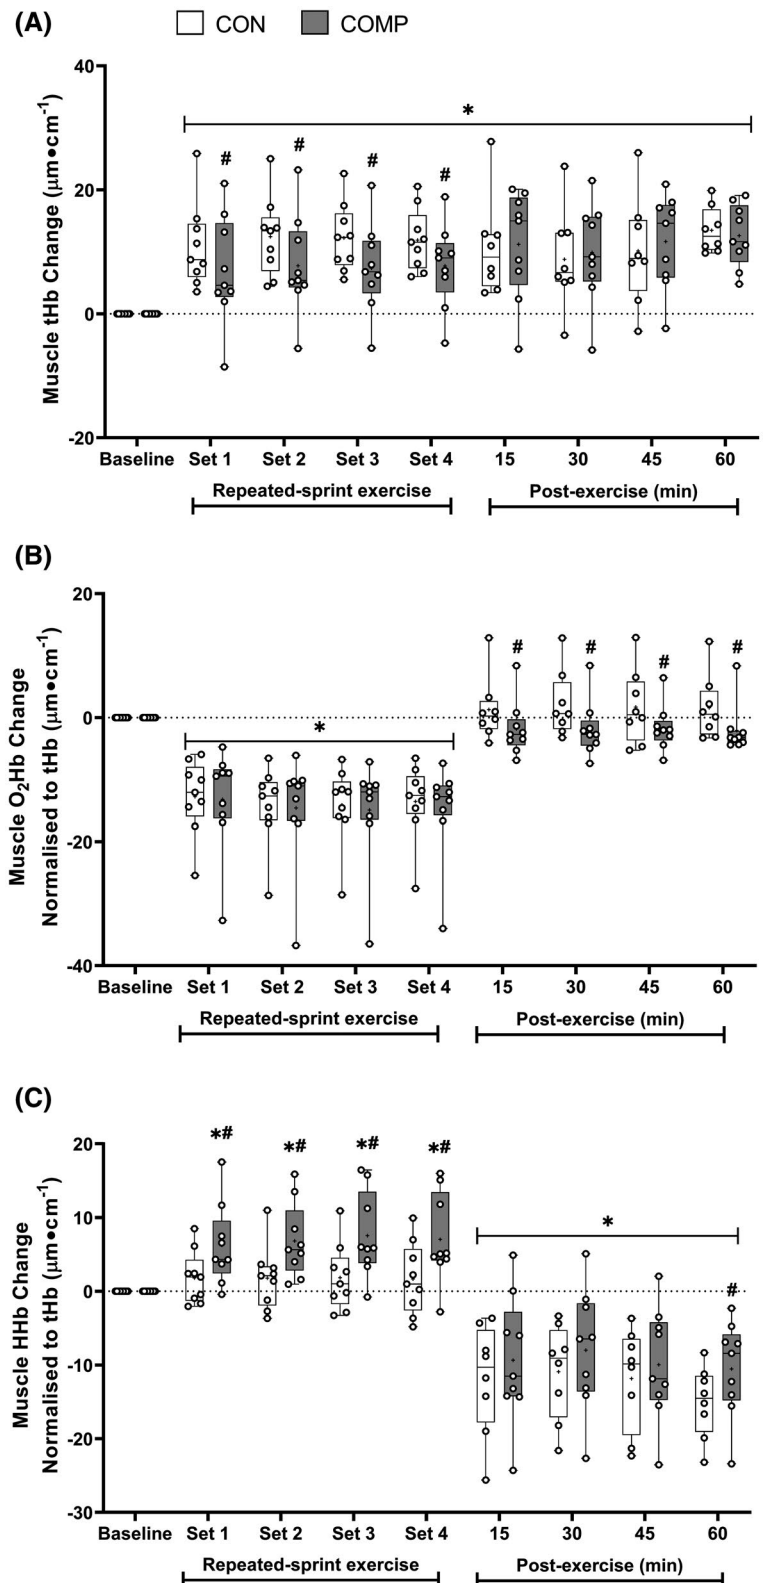 (A)
CON COMP
Muscle tHb Change (μm•cm⁻¹)
40
20
0
-20
*
# # # #
Baseline Set 1 Set 2 Set 3 Set 4 15 30 45 60
Repeated-sprint exercise Post-exercise (min)
(B)
Muscle O₂Hb Change
Normalised to tHb (μm•cm⁻¹)
20
0
-20
-40
*
# # # #
Baseline Set 1 Set 2 Set 3 Set 4 15 30 45 60
Repeated-sprint exercise Post-exercise (min)
(C)
Muscle HHb Change
Normalised to tHb (μm•cm⁻¹)
20
10
0
-10
-20
-30
*# *# *# *#
*
#
Baseline Set 1 Set 2 Set 3 Set 4 15 30 45 60
Repeated-sprint exercise Post-exercise (min)